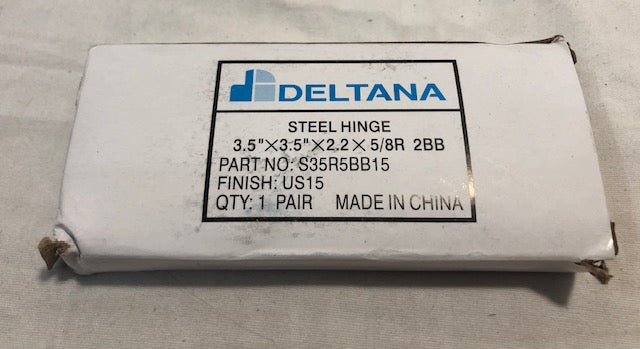 DELTANA
STEEL HINGE
3.5"×3.5"×2.2×5/8R 2BB
PART NO: S35R5BB15
FINISH: US15
QTY: 1 PAIR MADE IN CHINA